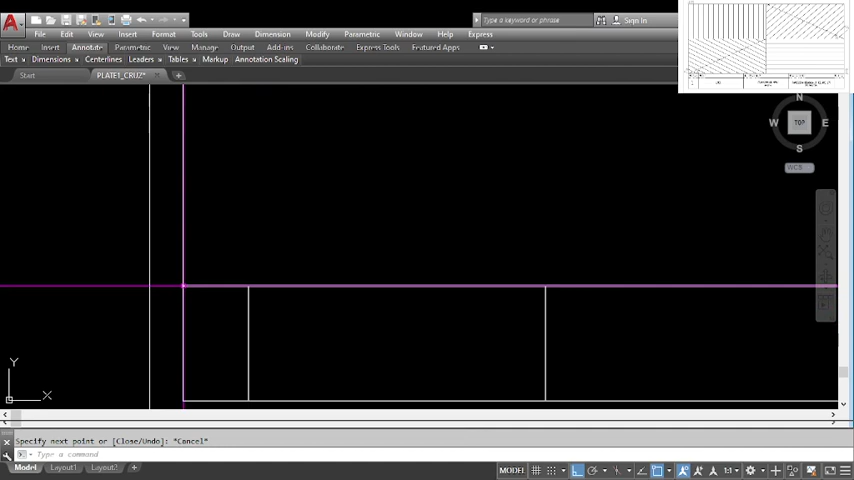 A
Type a keyword or phrase
Sign In
File Edit View Insert Format Tools Draw Dimension Modify Parametric Window Help Express
Home Insert Annotate Parametric View Manage Output Add-ins Collaborate Express Tools Featured Apps
Text Dimensions Centerlines Leaders Tables Markup Annotation Scaling
Start PLATE1_CRUZ*
N
W TOP E
S
WCS
Y
X
Specify next point or [Close/Undo]: *Cancel*
Type a command
Model Layout1 Layout2 +
MODEL 1:1